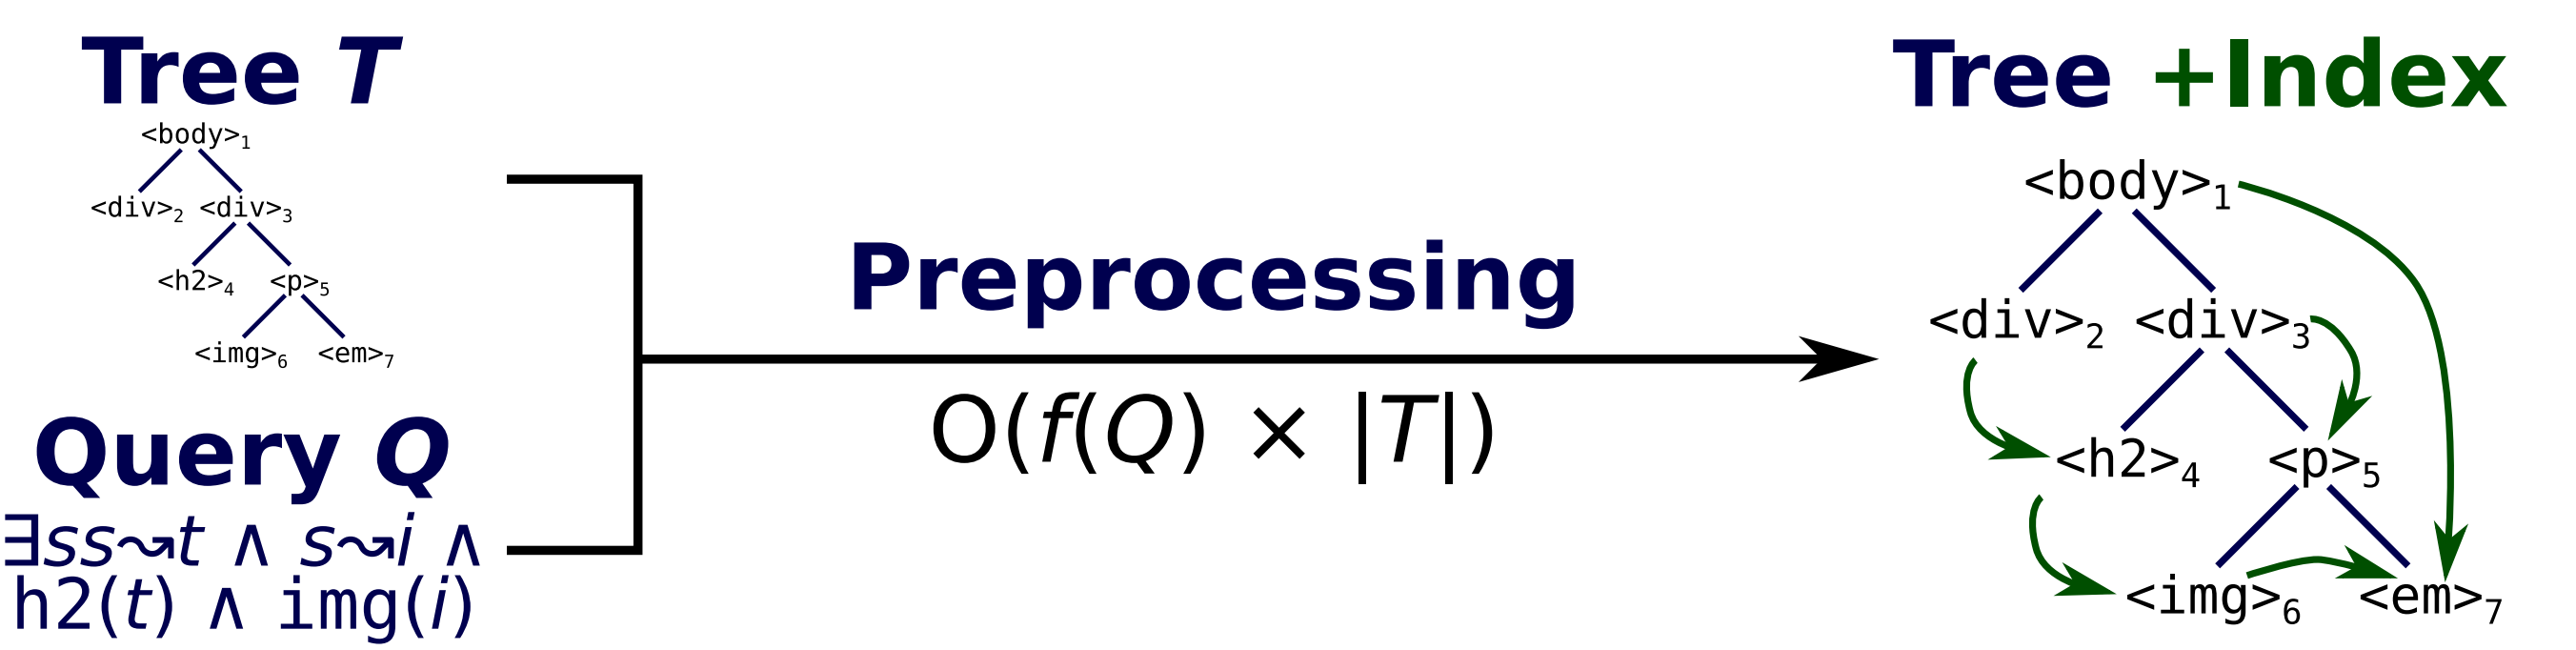 Tree T
<body>1
<div>2 <div>3
<h2>4 <p>5
<img>6 <em>7
Query Q
∃ss⇝t ∧ s⇝i ∧
h2(t) ∧ img(i)
Preprocessing
O(f(Q) × |T|)
Tree +Index
<body>1
<div>2 <div>3
<h2>4 <p>5
<img>6 <em>7